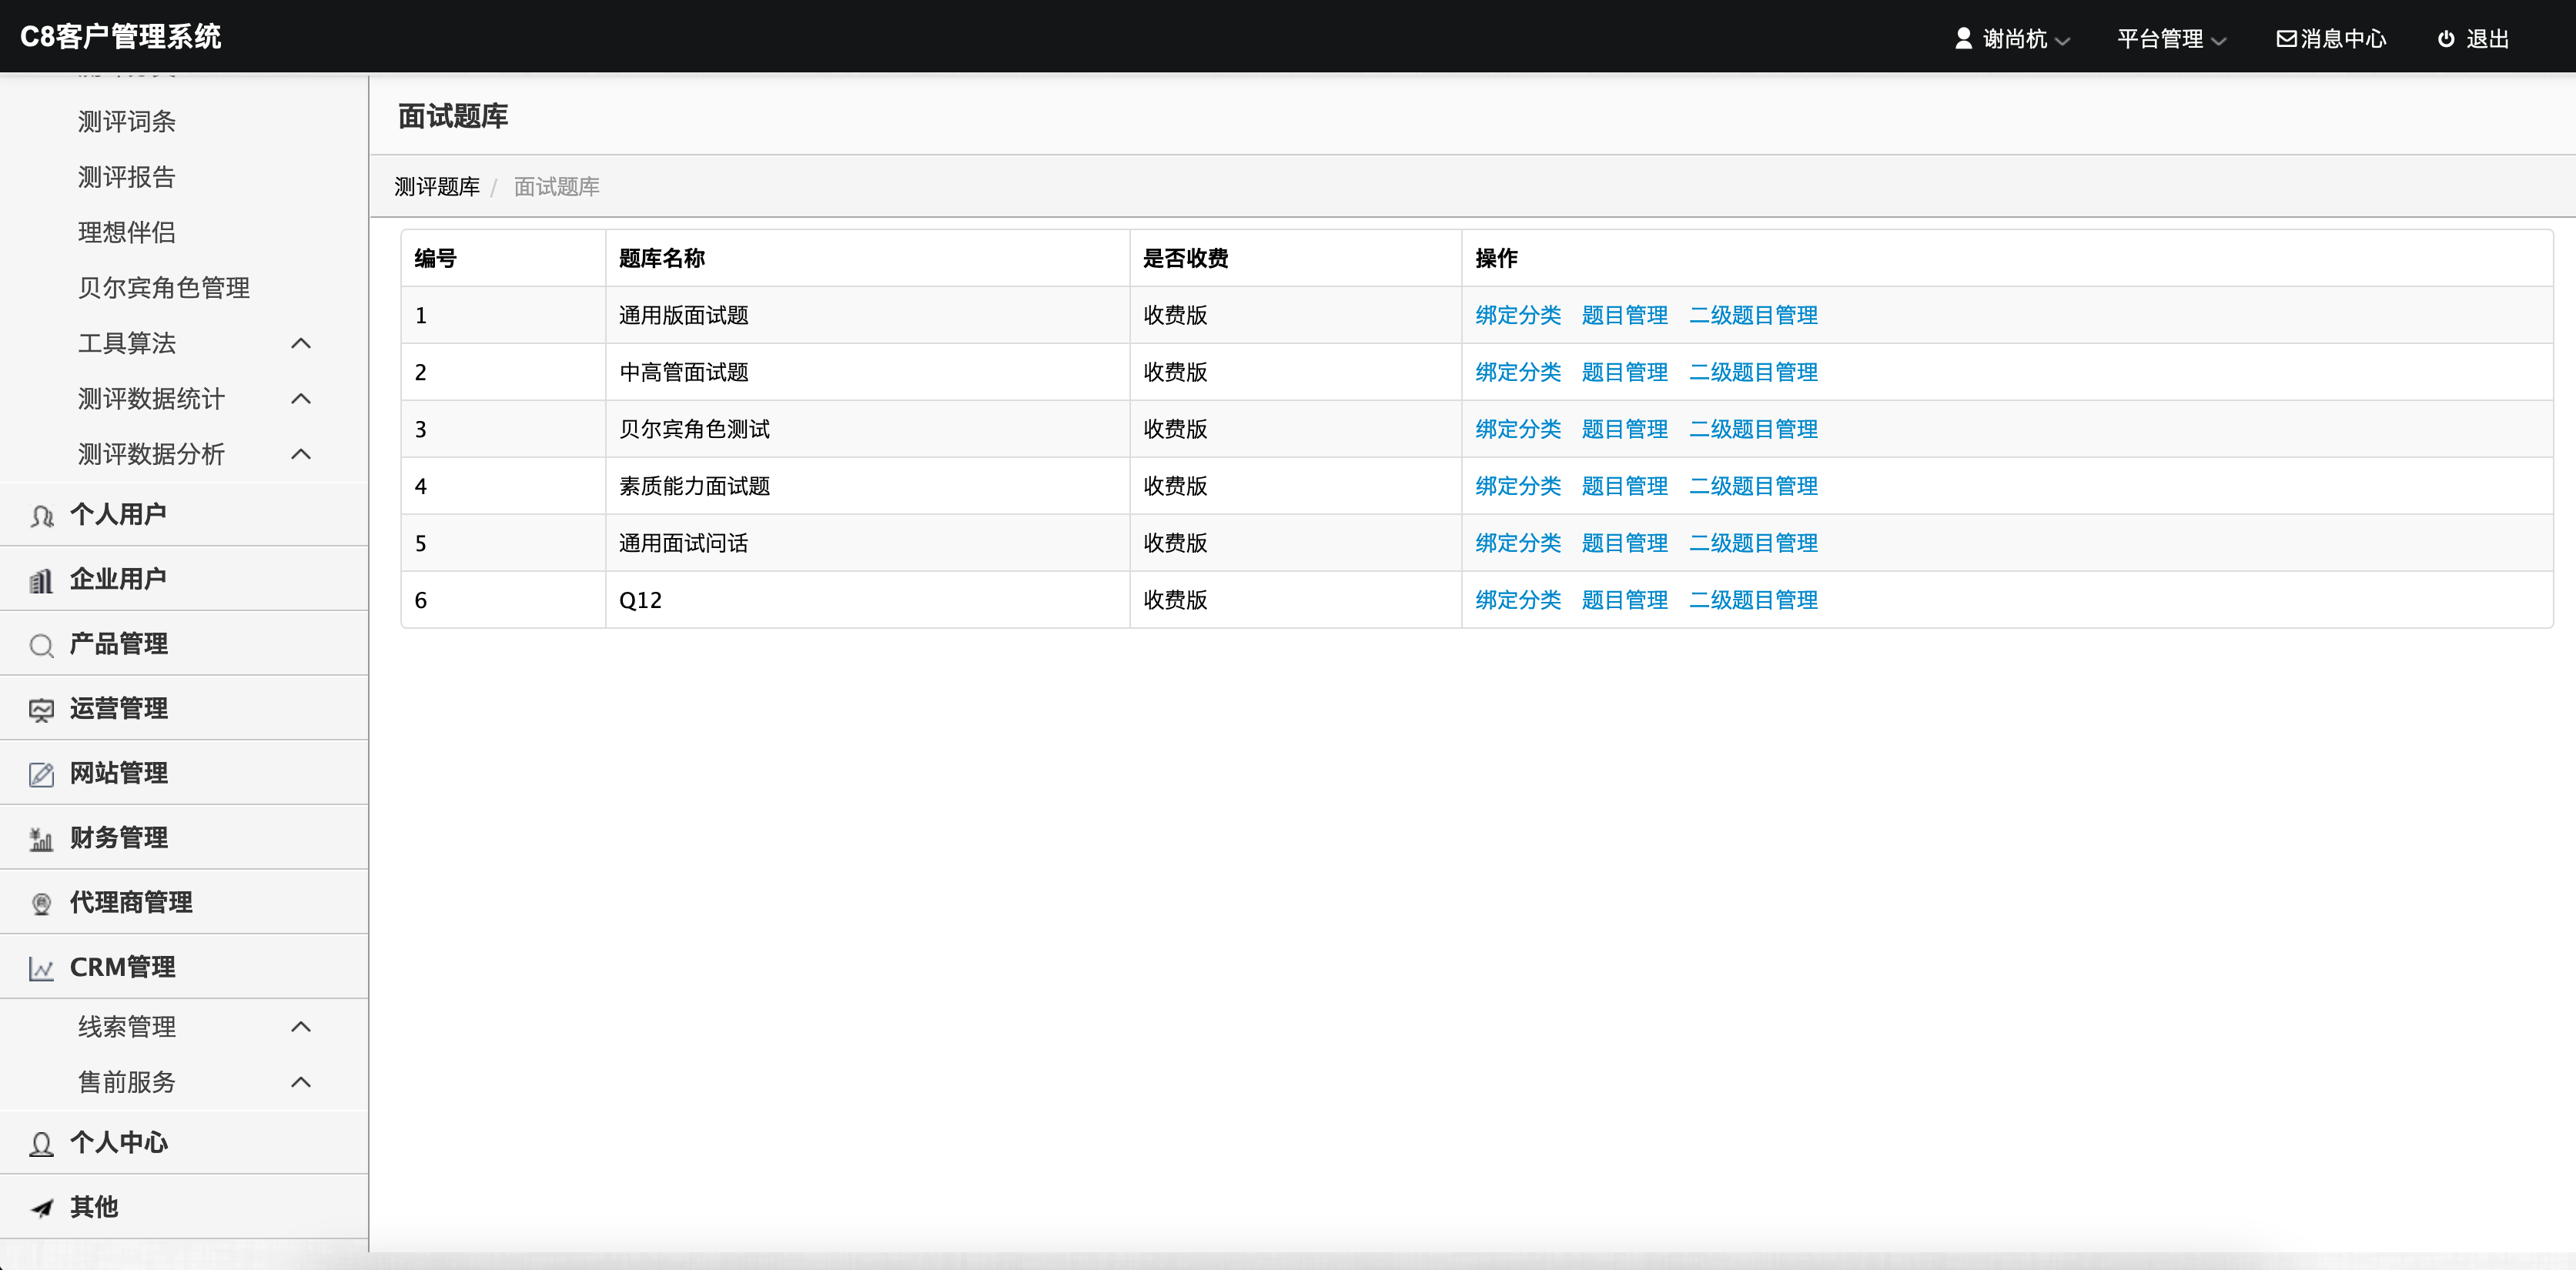 C8客户管理系统
谢尚杭 平台管理 消息中心 退出
测评词条
测评报告
理想伴侣
贝尔宾角色管理
工具算法
测评数据统计
测评数据分析
个人用户
企业用户
产品管理
运营管理
网站管理
财务管理
代理商管理
CRM管理
线索管理
售前服务
个人中心
其他
面试题库
测评题库 / 面试题库
编号 题库名称 是否收费 操作
1 通用版面试题 收费版 绑定分类 题目管理 二级题目管理
2 中高管面试题 收费版 绑定分类 题目管理 二级题目管理
3 贝尔宾角色测试 收费版 绑定分类 题目管理 二级题目管理
4 素质能力面试题 收费版 绑定分类 题目管理 二级题目管理
5 通用面试问话 收费版 绑定分类 题目管理 二级题目管理
6 Q12 收费版 绑定分类 题目管理 二级题目管理